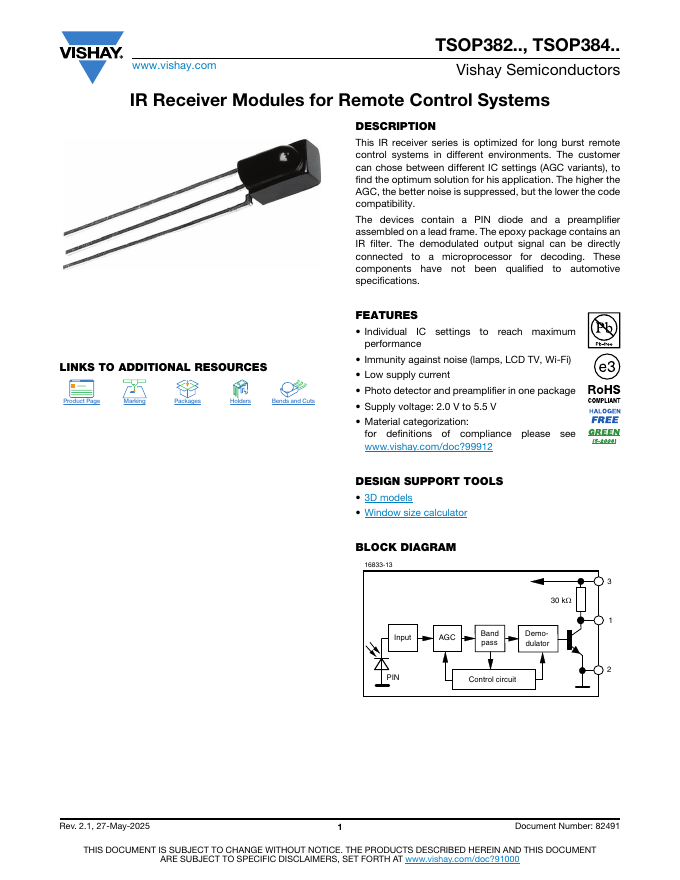 VISHAY.
www.vishay.com
TSOP382.., TSOP384..
Vishay Semiconductors
IR Receiver Modules for Remote Control Systems
LINKS TO ADDITIONAL RESOURCES
Product Page
Marking
Packages
Holders
Bends and Cuts
DESCRIPTION
This IR receiver series is optimized for long burst remote
control systems in different environments. The customer
can chose between different IC settings (AGC variants), to
find the optimum solution for his application. The higher the
AGC, the better noise is suppressed, but the lower the code
compatibility.
The devices contain a PIN diode and a preamplifier
assembled on a lead frame. The epoxy package contains an
IR filter. The demodulated output signal can be directly
connected to a microprocessor for decoding. These
components have not been qualified to automotive
specifications.
FEATURES
• Individual IC settings to reach maximum
performance
• Immunity against noise (lamps, LCD TV, Wi-Fi)
• Low supply current
• Photo detector and preamplifier in one package
• Supply voltage: 2.0 V to 5.5 V
• Material categorization:
for definitions of compliance please see
www.vishay.com/doc?99912
Pb
Pb-free
e3
RoHS
COMPLIANT
HALOGEN
FREE
GREEN
(5-2008)
DESIGN SUPPORT TOOLS
• 3D models
• Window size calculator
BLOCK DIAGRAM
16833-13
3
30 kΩ
1
Input
AGC
Band
pass
Demo-
dulator
2
PIN
Control circuit
Rev. 2.1, 27-May-2025
1
Document Number: 82491
THIS DOCUMENT IS SUBJECT TO CHANGE WITHOUT NOTICE. THE PRODUCTS DESCRIBED HEREIN AND THIS DOCUMENT
ARE SUBJECT TO SPECIFIC DISCLAIMERS, SET FORTH AT www.vishay.com/doc?91000